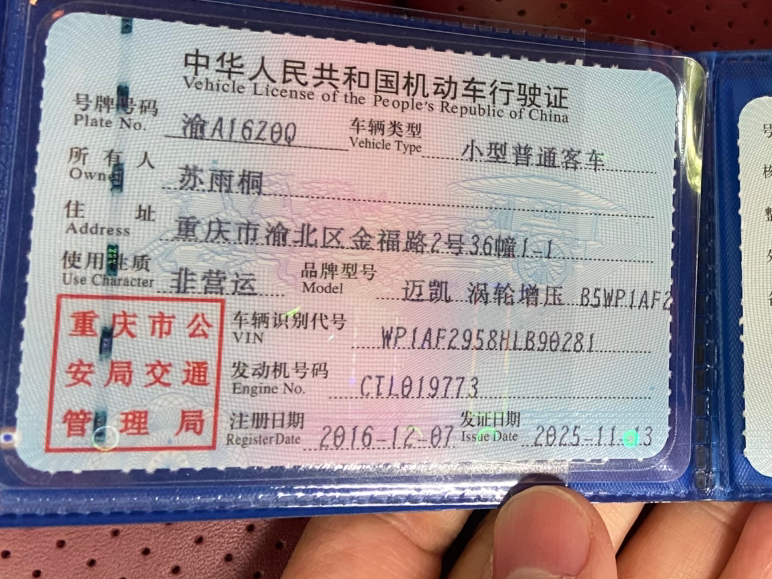 中华人民共和国机动车行驶证
Vehicle License of the People's Republic of China
号牌号码 渝A16Z0Q 车辆类型 小型普通客车
Plate No. Vehicle Type
所有人 苏雨桐
Owner
住址 重庆市渝北区金福路2号36幢1-1
Address
使用性质 非营运 品牌型号 迈凯 涡轮增压 B5WP1AF2
Use Character Model
重庆市公
安局交通
管理局
车辆识别代号 WP1AF2958HLB90281
VIN
发动机号码 CTL019773
Engine No.
注册日期 2016-12-07 发证日期 2025-11-13
Register Date Issue Date
号
核
整